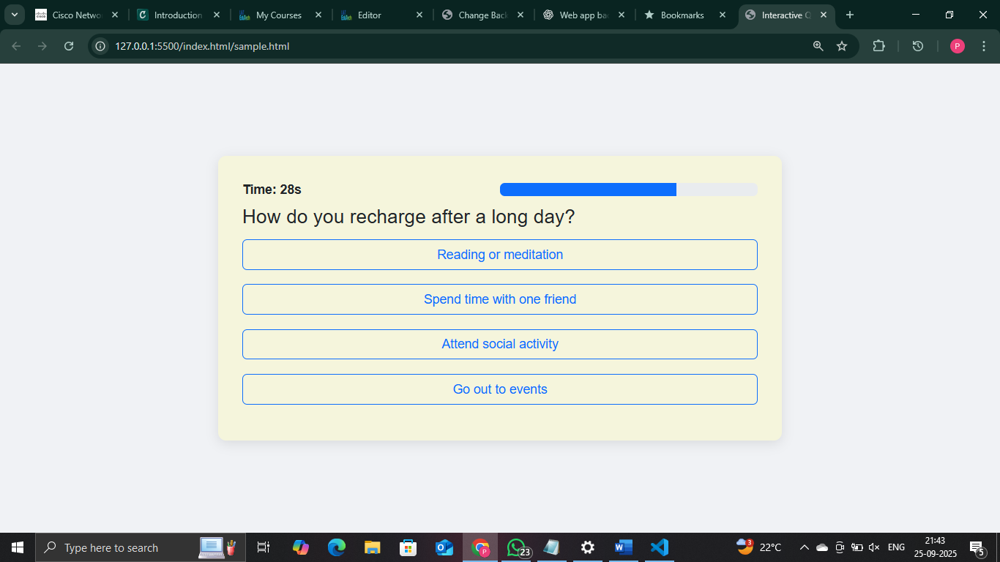 Cisco Netwo
Introduction
My Courses
Editor
Change Back
Web app bac
Bookmarks
Interactive Q
127.0.0.1:5500/index.html/sample.html
P
Time: 28s
How do you recharge after a long day?
Reading or meditation
Spend time with one friend
Attend social activity
Go out to events
Type here to search
23
3
22°C
ENG
21:43
25-09-2025
5